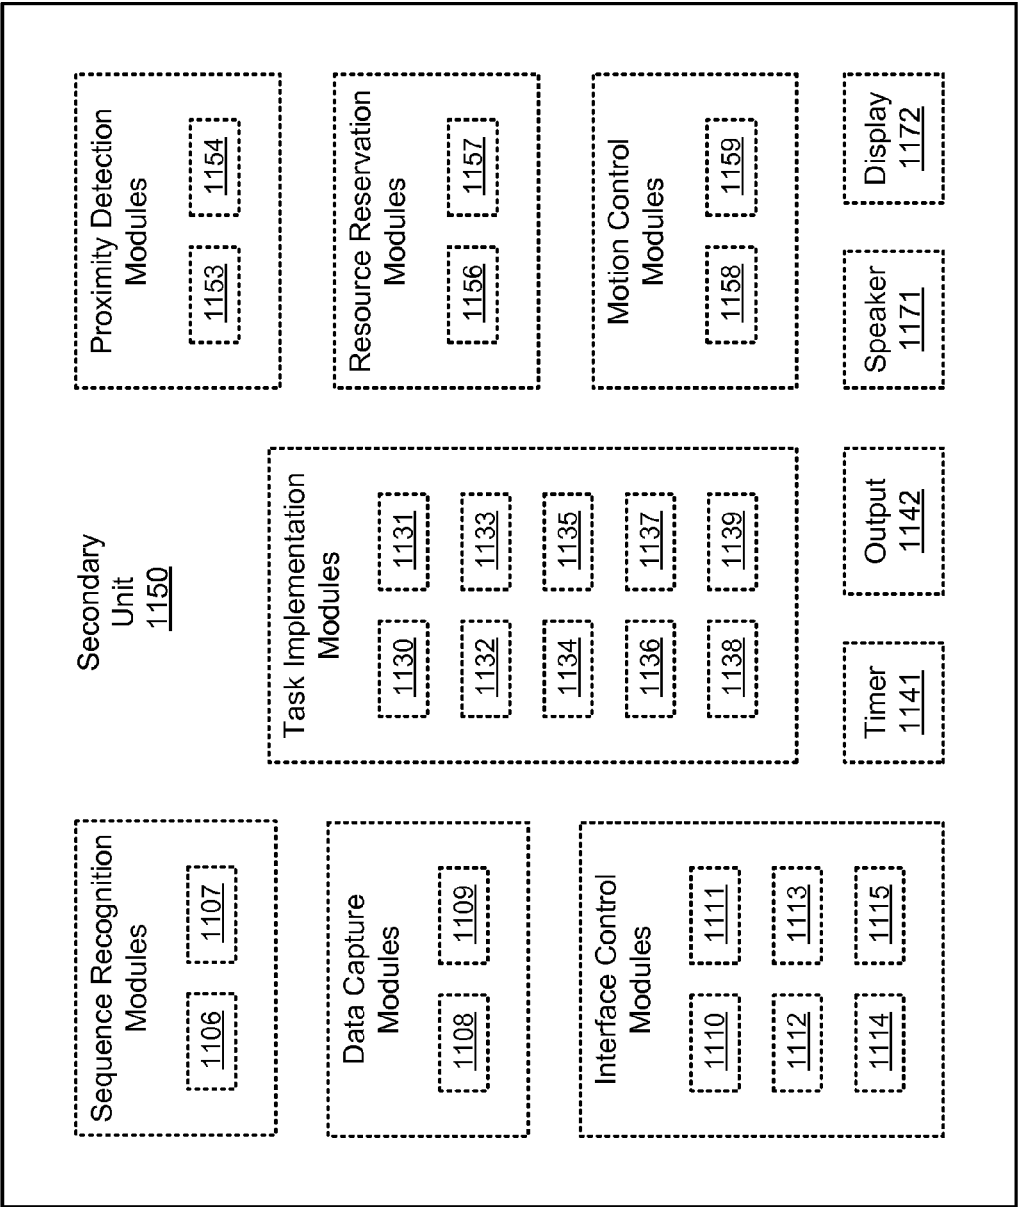 Secondary
Unit
1150
Sequence Recognition
Modules
1106
1107
Data Capture
Modules
1108
1109
Interface Control
Modules
1110
1111
1112
1113
1114
1115
Task Implementation
Modules
1130
1131
1132
1133
1134
1135
1136
1137
1138
1139
Timer
1141
Output
1142
Proximity Detection
Modules
1153
1154
Resource Reservation
Modules
1156
1157
Motion Control
Modules
1158
1159
Speaker
1171
Display
1172